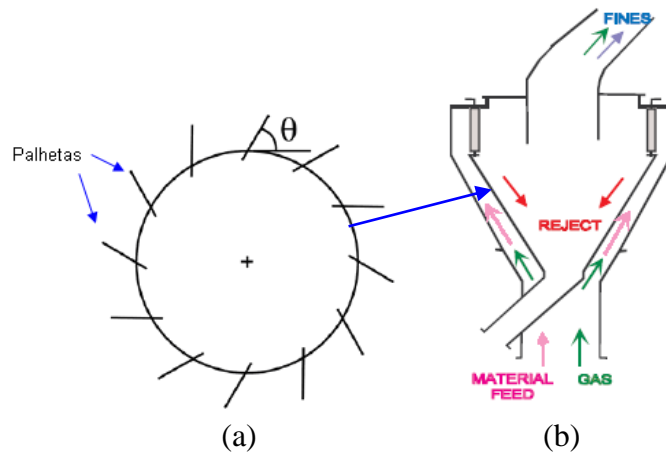 Palhetas
θ
+
(a)
FINES
REJECT
MATERIAL
FEED
GAS
(b)